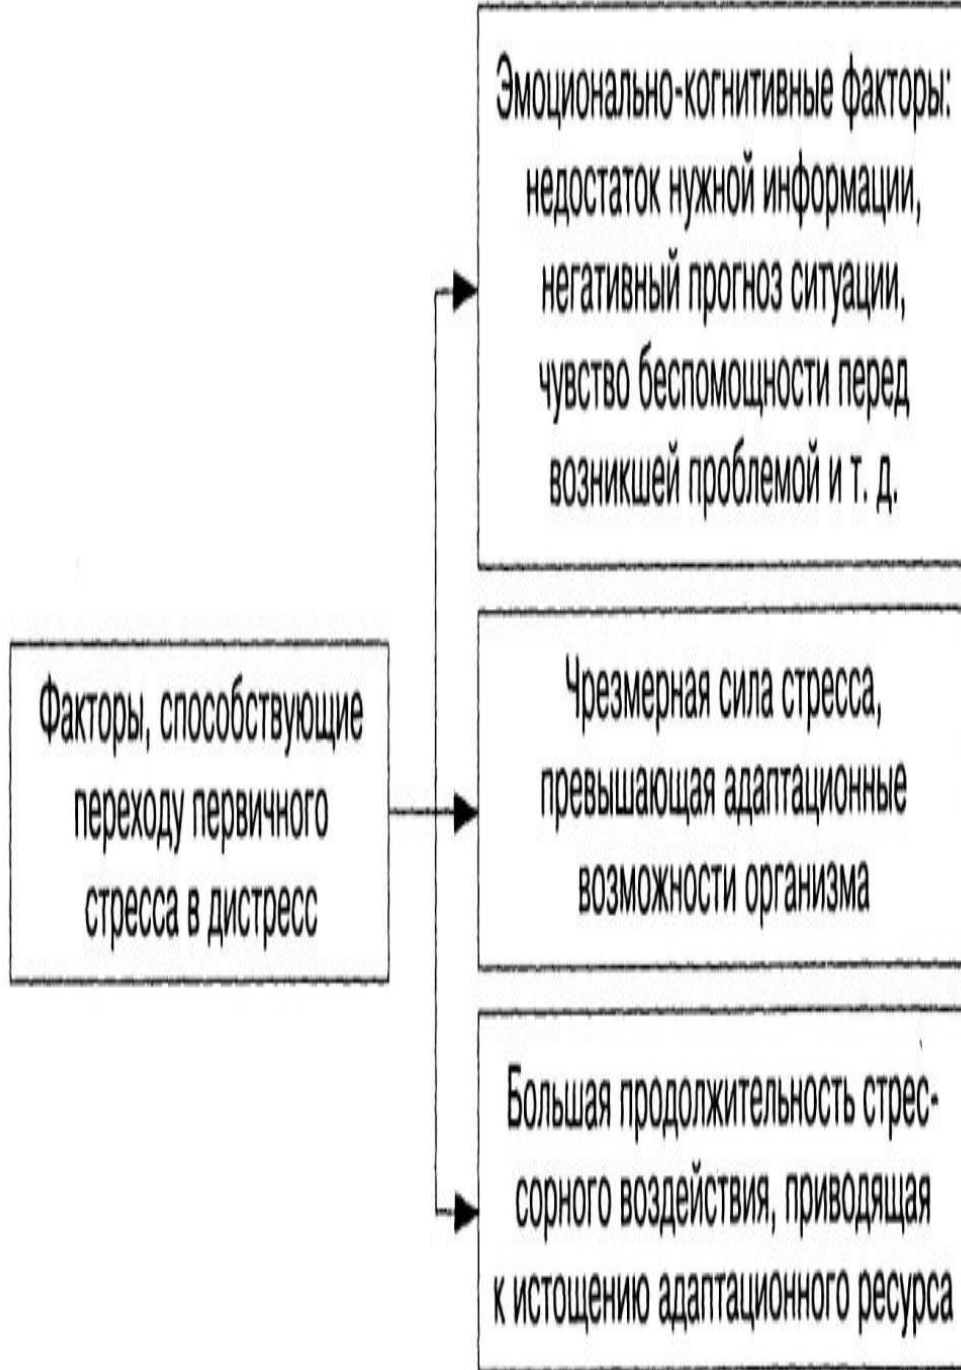 Эмоционально-когнитивные факторы:
недостаток нужной информации,
негативный прогноз ситуации,
чувство беспомощности перед
возникшей проблемой и т. д.
Факторы, способствующие
переходу первичного
стресса в дистресс
Чрезмерная сила стресса,
превышающая адаптационные
возможности организма
Большая продолжительность стрес-
сорного воздействия, приводящая
к истощению адаптационного ресурса